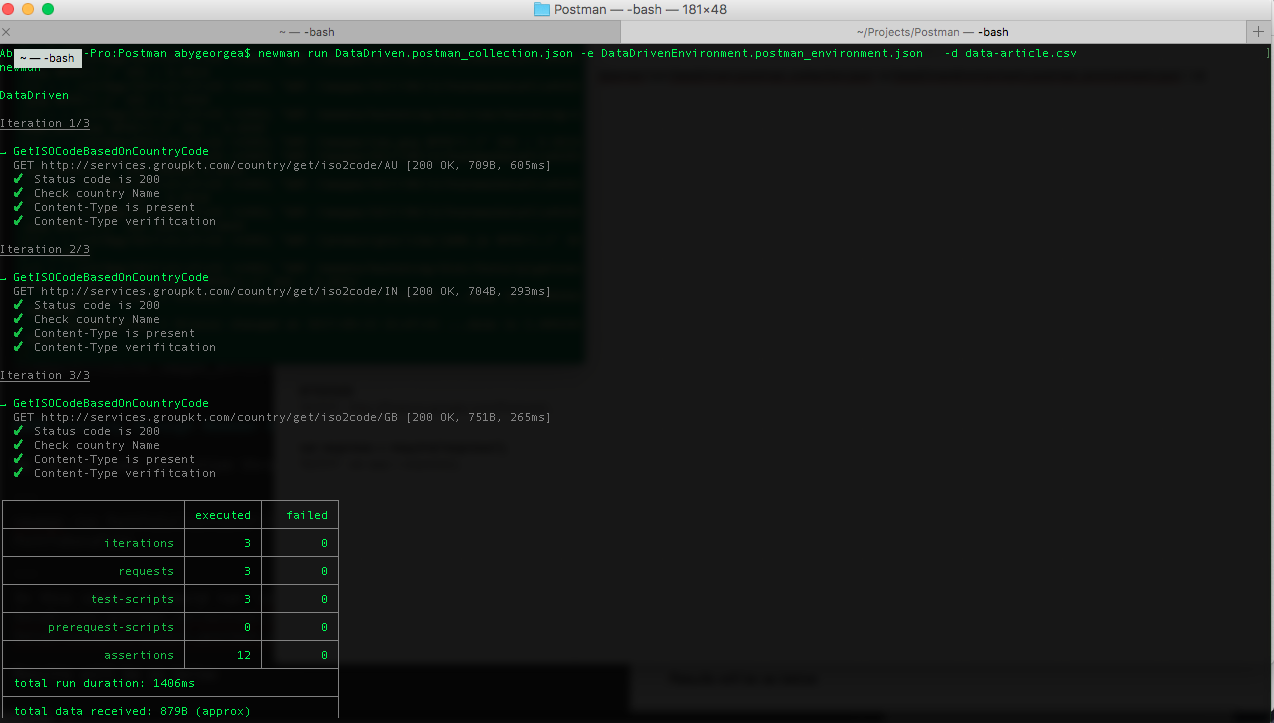 Postman — -bash — 181×48
~ — -bash
~/Projects/Postman — -bash
Ab -Pro:Postman abygeorgea$ newman run DataDriven.postman_collection.json -e DataDrivenEnvironment.postman_environment.json -d data-article.csv
~ — -bash
newman
DataDriven
Iteration 1/3
GetISOCodeBasedOnCountryCode
GET http://services.groupkt.com/country/get/iso2code/AU [200 OK, 709B, 605ms]
✔ Status code is 200
✔ Check country Name
✔ Content-Type is present
✔ Content-Type verifitcation
Iteration 2/3
GetISOCodeBasedOnCountryCode
GET http://services.groupkt.com/country/get/iso2code/IN [200 OK, 704B, 293ms]
✔ Status code is 200
✔ Check country Name
✔ Content-Type is present
✔ Content-Type verifitcation
Iteration 3/3
GetISOCodeBasedOnCountryCode
GET http://services.groupkt.com/country/get/iso2code/GB [200 OK, 751B, 265ms]
✔ Status code is 200
✔ Check country Name
✔ Content-Type is present
✔ Content-Type verifitcation
executed failed
iterations 3 0
requests 3 0
test-scripts 3 0
prerequest-scripts 0 0
assertions 12 0
total run duration: 1406ms
total data received: 879B (approx)